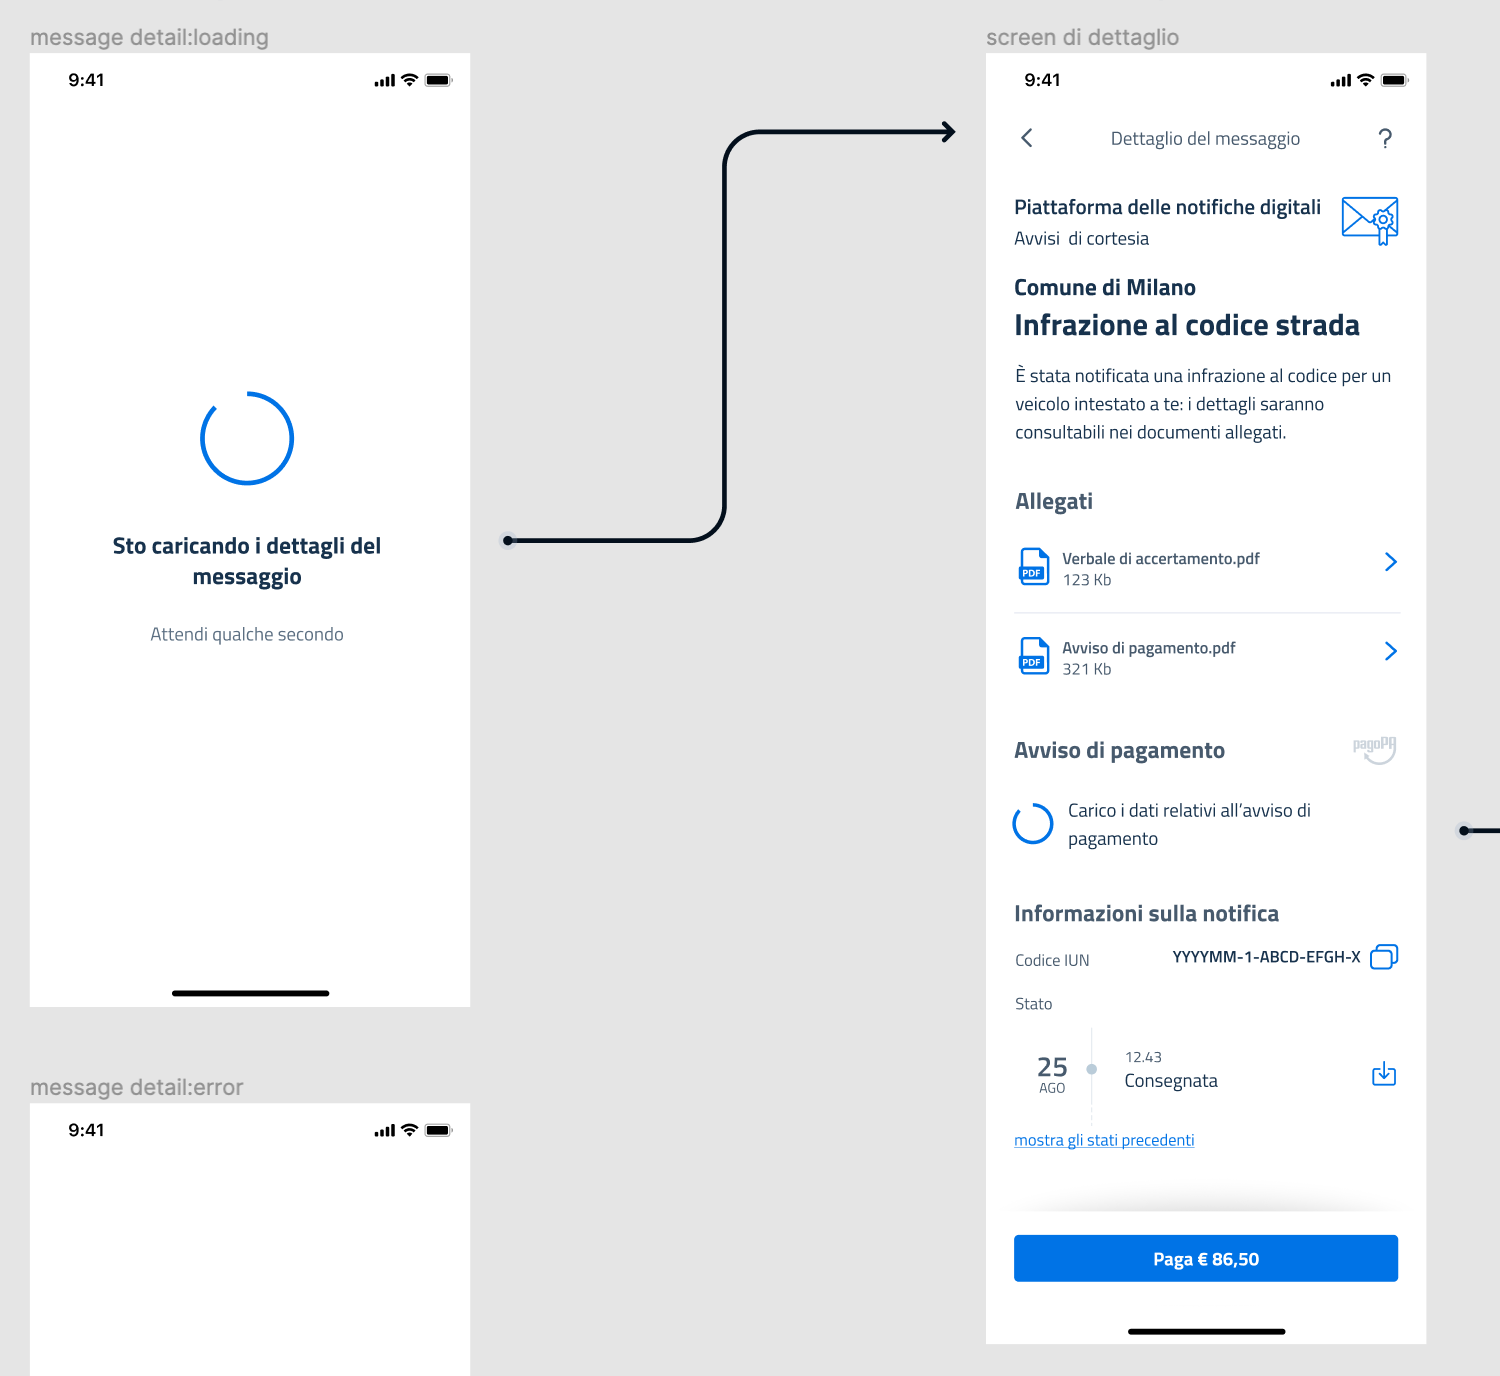 message detail:loading
9:41
Sto caricando i dettagli del
messaggio
Attendi qualche secondo
message detail:error
9:41
screen di dettaglio
9:41
Dettaglio del messaggio
?
Piattaforma delle notifiche digitali
Avvisi di cortesia
Comune di Milano
Infrazione al codice strada
È stata notificata una infrazione al codice per un
veicolo intestato a te: i dettagli saranno
consultabili nei documenti allegati.
Allegati
PDF
Verbale di accertamento.pdf
123 Kb
PDF
Avviso di pagamento.pdf
321 Kb
Avviso di pagamento
pagoPA
Carico i dati relativi all’avviso di
pagamento
Informazioni sulla notifica
Codice IUN
YYYYMM-1-ABCD-EFGH-X
Stato
25
AGO
12.43
Consegnata
mostra gli stati precedenti
Paga € 86,50